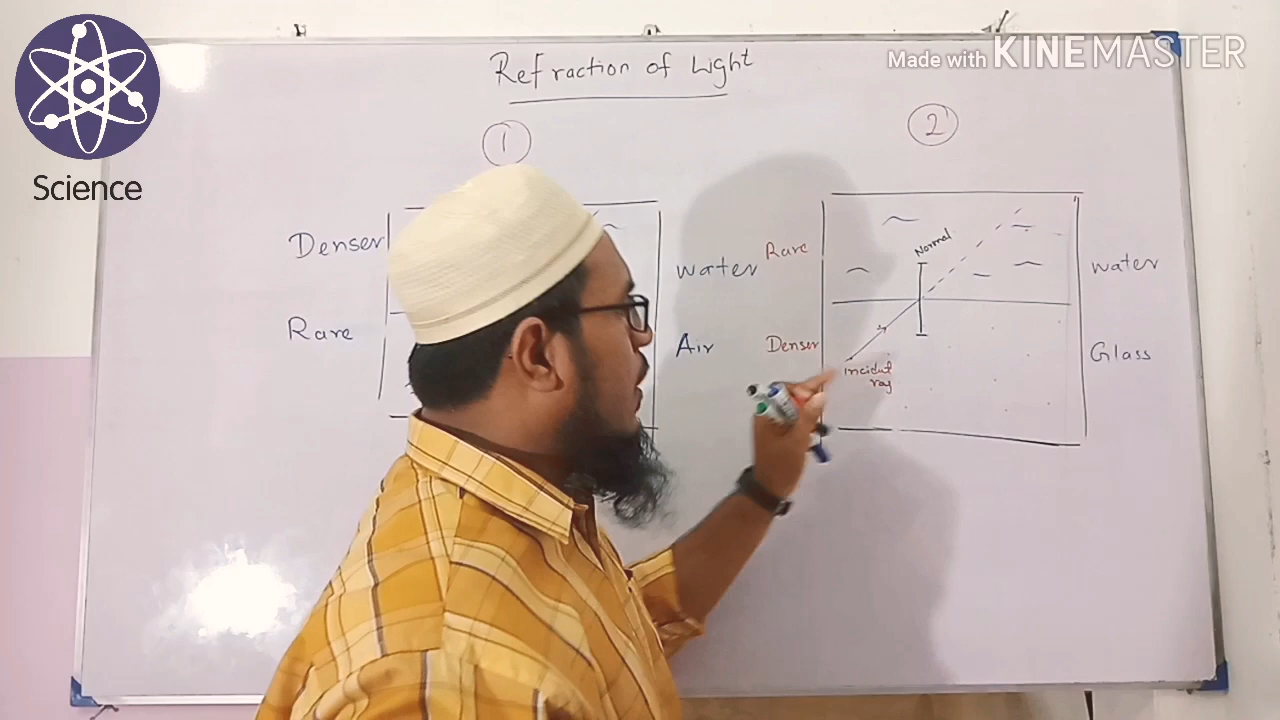 Refraction of Light
Made with KINEMASTER
Science
1
2
Denser
Rare
water
Air
Rare
Denser
Normal
Incidut
ray
water
Glass